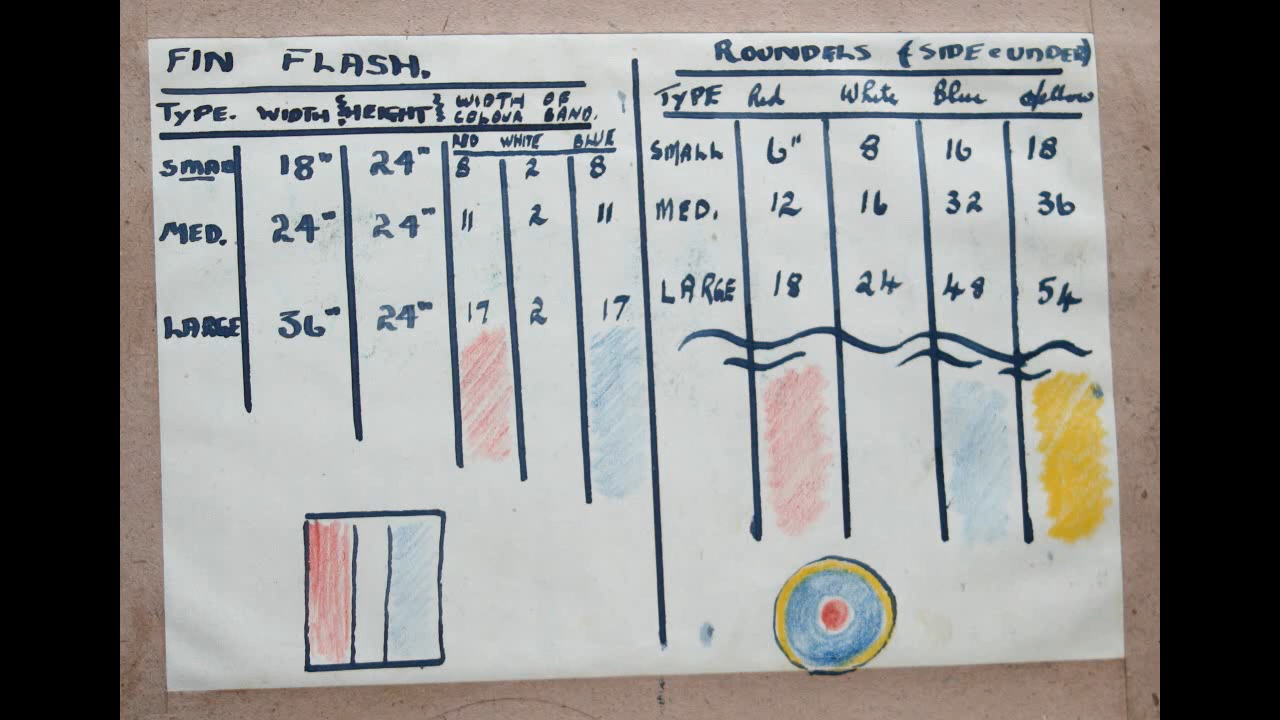 FIN FLASH.
TYPE. WIDTH HEIGHT WIDTH OF COLOUR BAND.
RED WHITE BLUE
SMALL 18" 24" 8 2 8
MED. 24" 24" 11 2 11
LARGE 36" 24" 17 2 17
ROUNDELS (SIDE & UNDER)
TYPE Red White Blue Yellow
SMALL 6" 8 16 18
MED. 12 16 32 36
LARGE 18 24 48 54